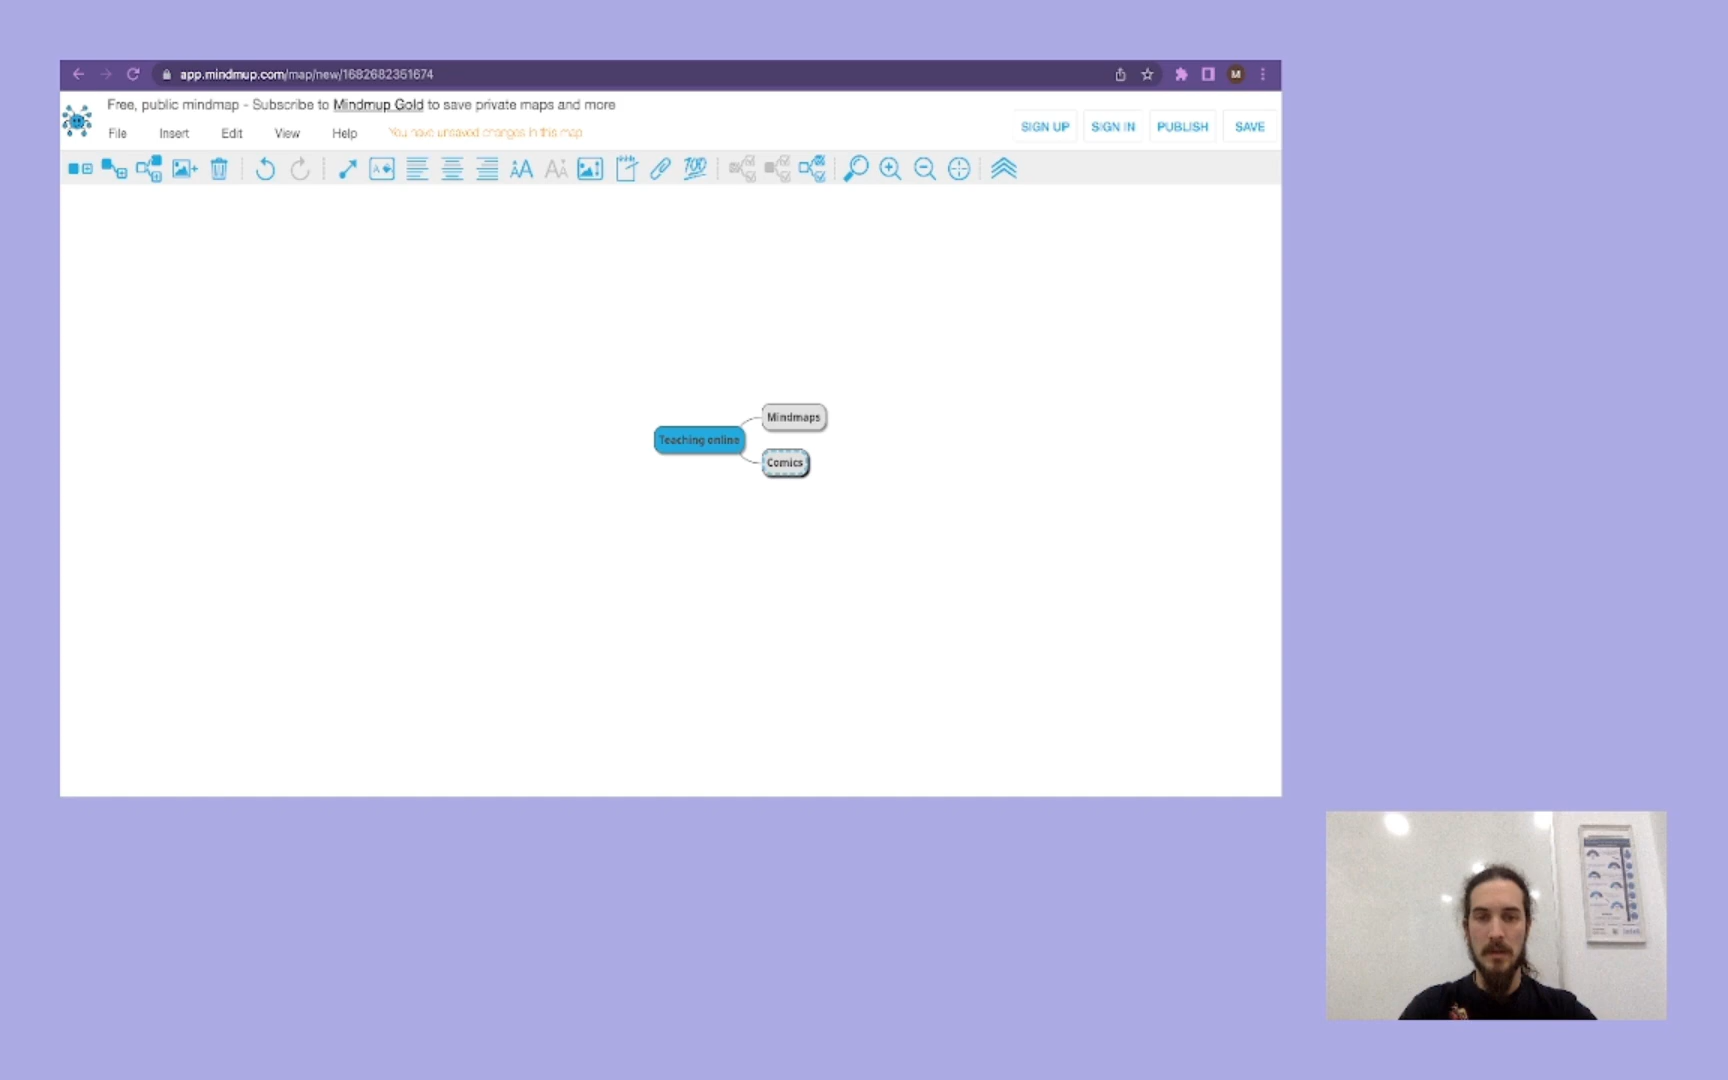 app.mindmup.com/map/new/1682682351674
M
Free, public mindmap - Subscribe to Mindmup Gold to save private maps and more
File Insert Edit View Help You have unsaved changes in this map
SIGN UP SIGN IN PUBLISH SAVE
Mindmaps
Teaching online
Comics